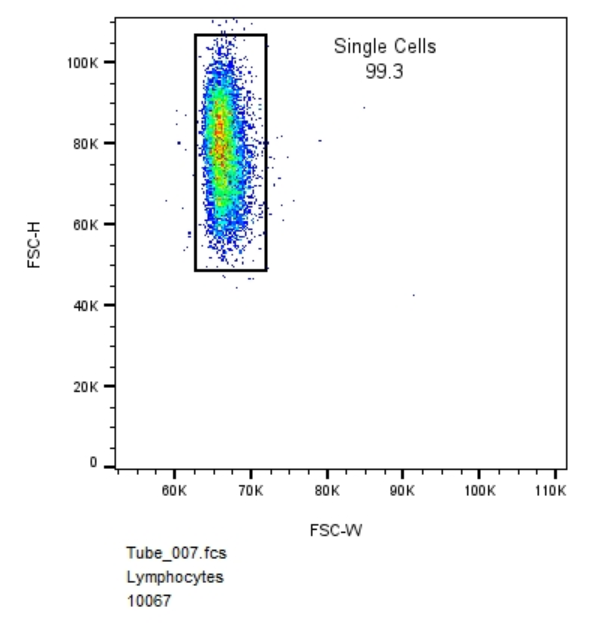 Single Cells
99.3
100K
80K
60K
40K
20K
0
FSC-H
60K 70K 80K 90K 100K 110K
FSC-W
Tube_007.fcs
Lymphocytes
10067